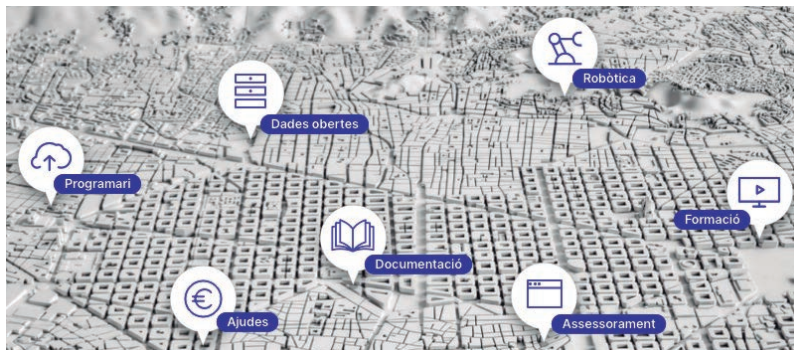 Robòtica
Dades obertes
Programari
Formació
Documentació
Ajudes
Assessorament